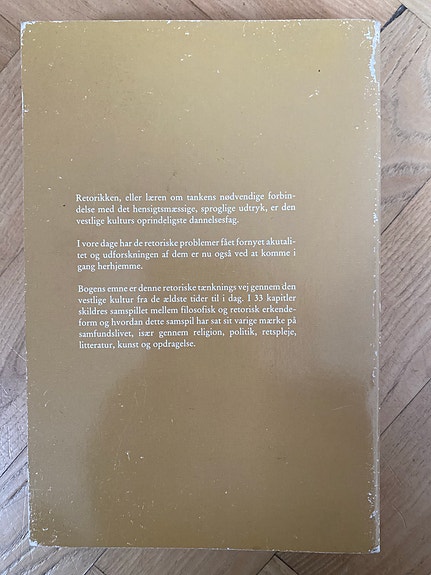 Retorikken, eller læren om tankens nødvendige forbin-
delse med det hensigtsmæssige, sproglige udtryk, er den
vestlige kulturs oprindeligste dannelsesfag.
I vore dage har de retoriske problemer fået fornyet akutali-
tet og udforskningen af dem er nu også ved at komme i
gang herhjemme.
Bogens emne er denne retoriske tænknings vej gennem den
vestlige kultur fra de ældste tider til i dag. I 33 kapitler
skildres samspillet mellem filosofisk og retorisk erkende-
form og hvordan dette samspil har sat sit varige mærke på
samfundslivet, især gennem religion, politik, retspleje,
litteratur, kunst og opdragelse.